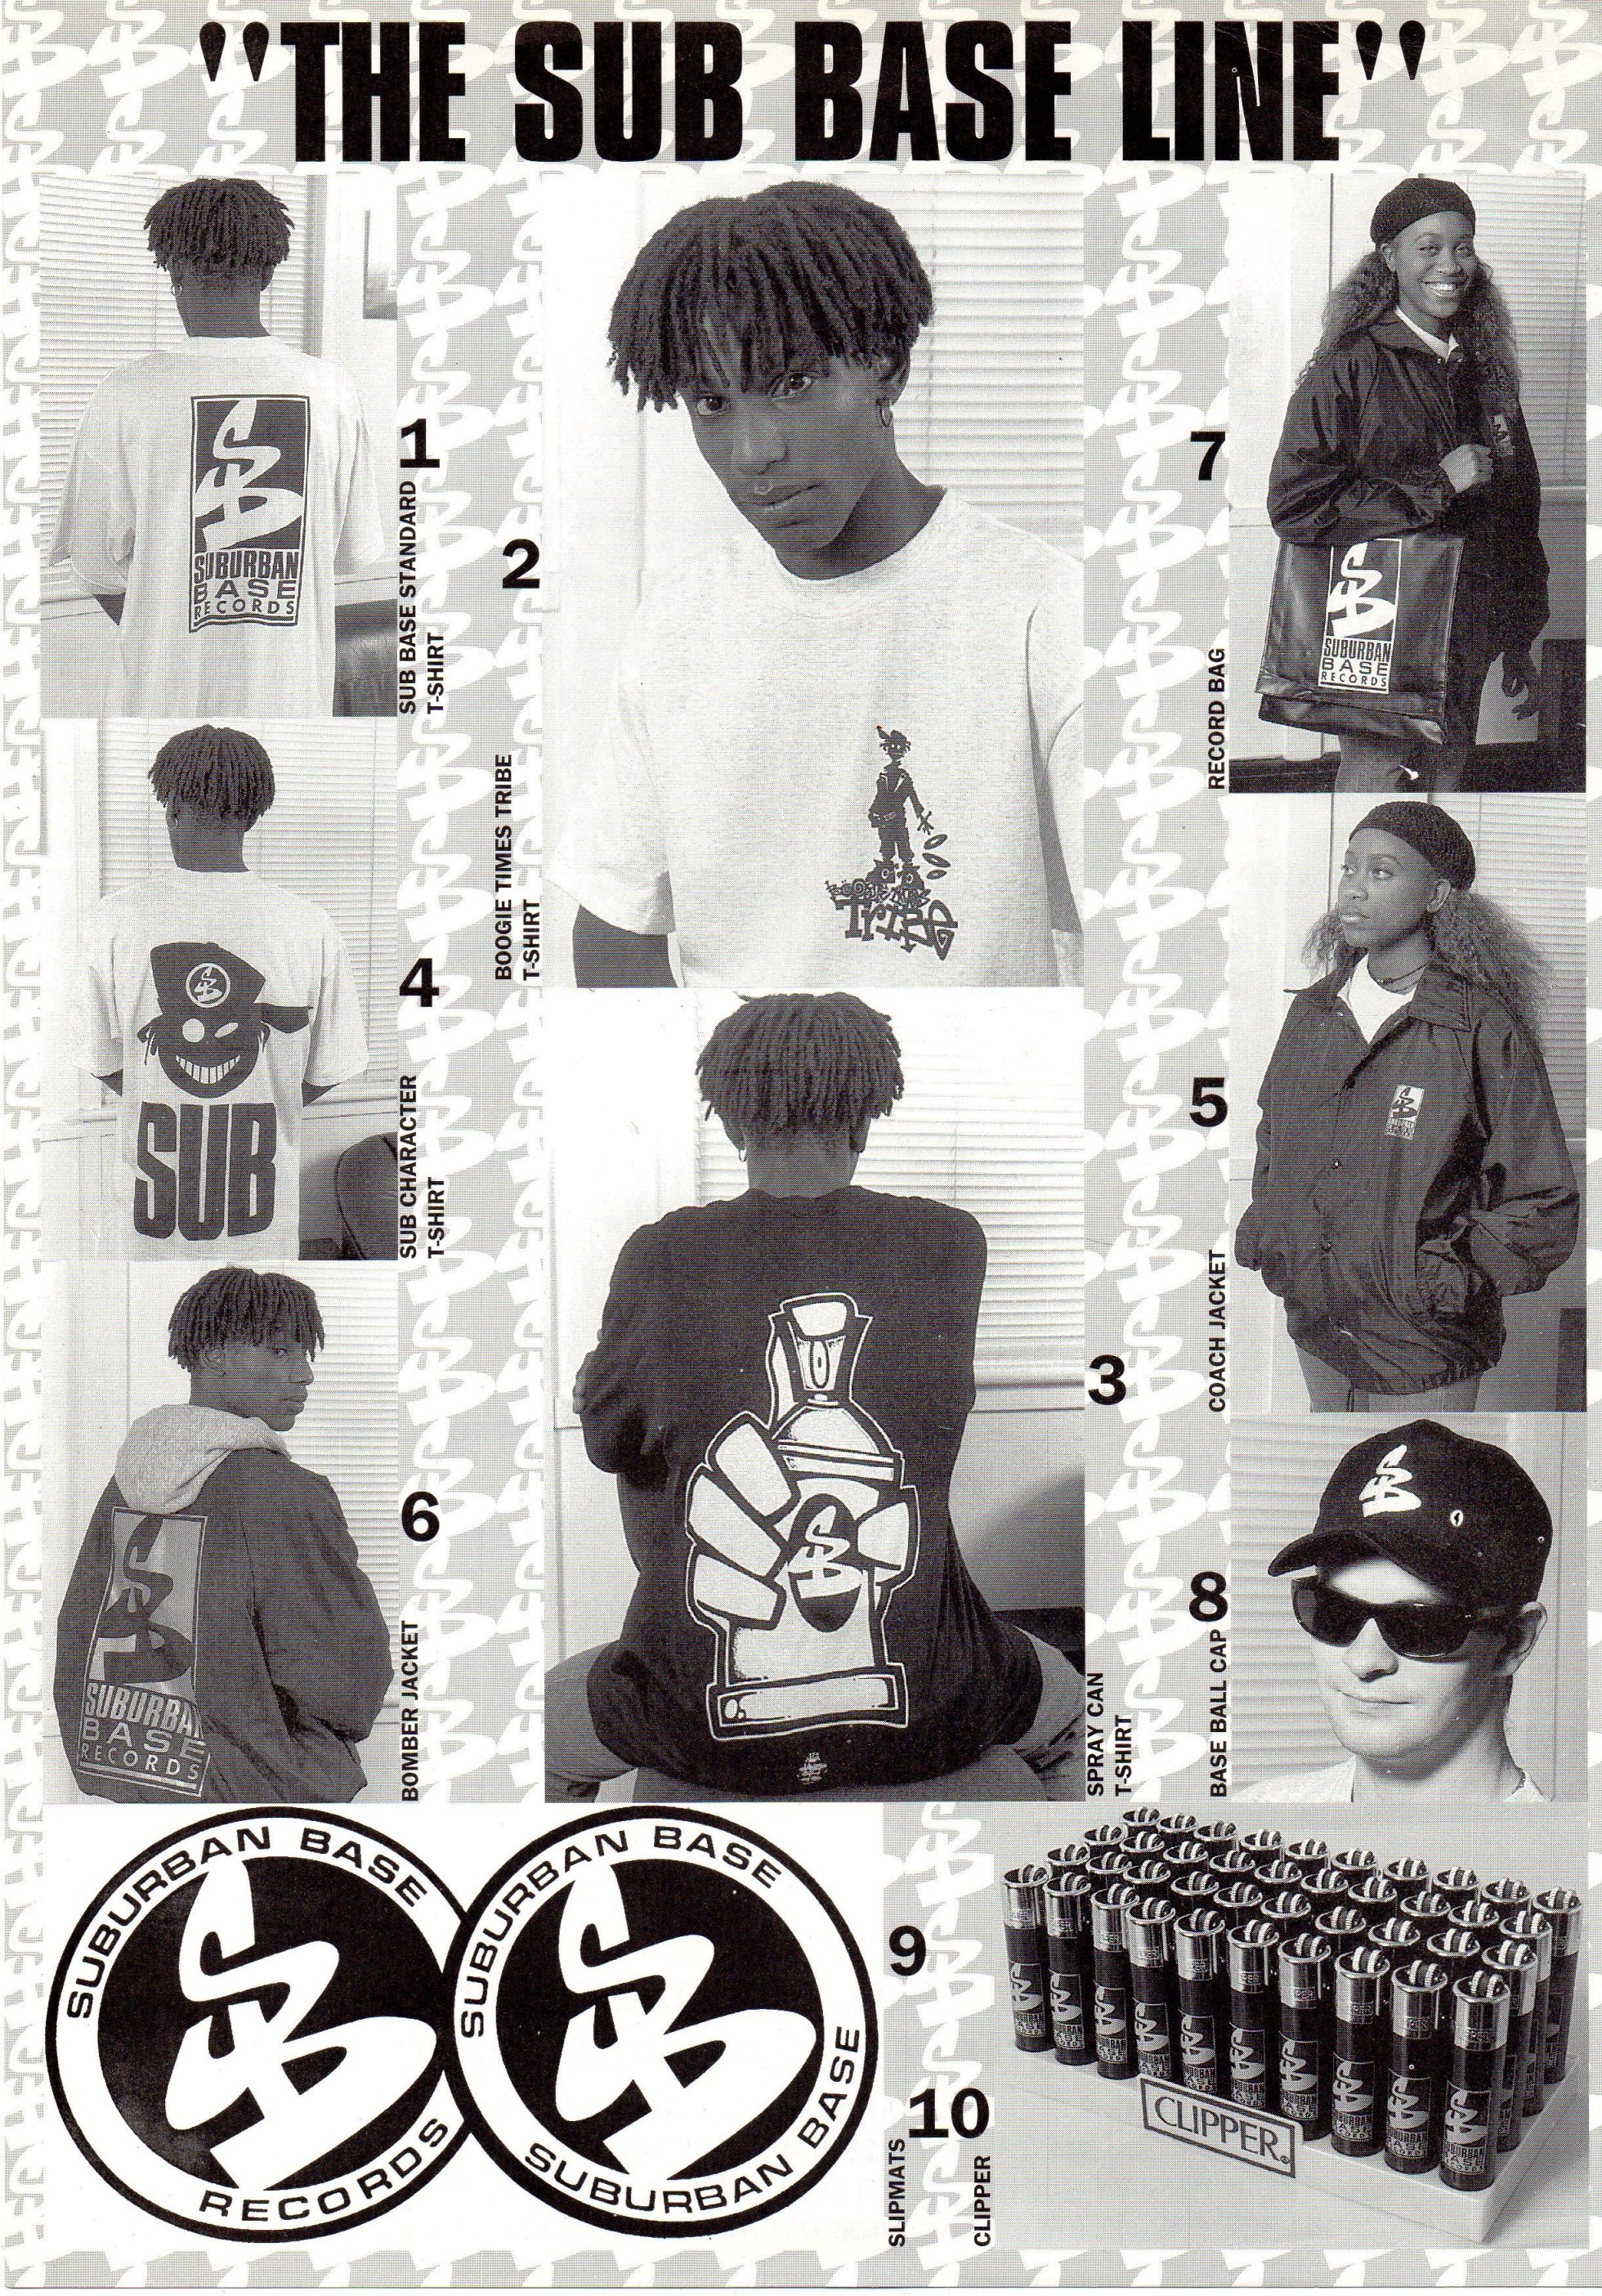 "THE SUB BASE LINE"
SUBURBAN
BASE
RECORDS
1
SUB BASE STANDARD
T-SHIRT
2
BOOGIE TIMES TRIBE
T-SHIRT
BOOGIE TIMES
TRIBE
7
RECORD BAG
SUBURBAN
BASE
RECORDS
4
SUB CHARACTER
T-SHIRT
SUB
5
COACH JACKET
3
SPRAY CAN
T-SHIRT
6
BOMBER JACKET
SUBURBAN
BASE
RECORDS
8
BASE BALL CAP
SUBURBAN BASE
RECORDS
SUBURBAN BASE
SUBURBAN BASE
9
SLIPMATS
10
CLIPPER
CLIPPER